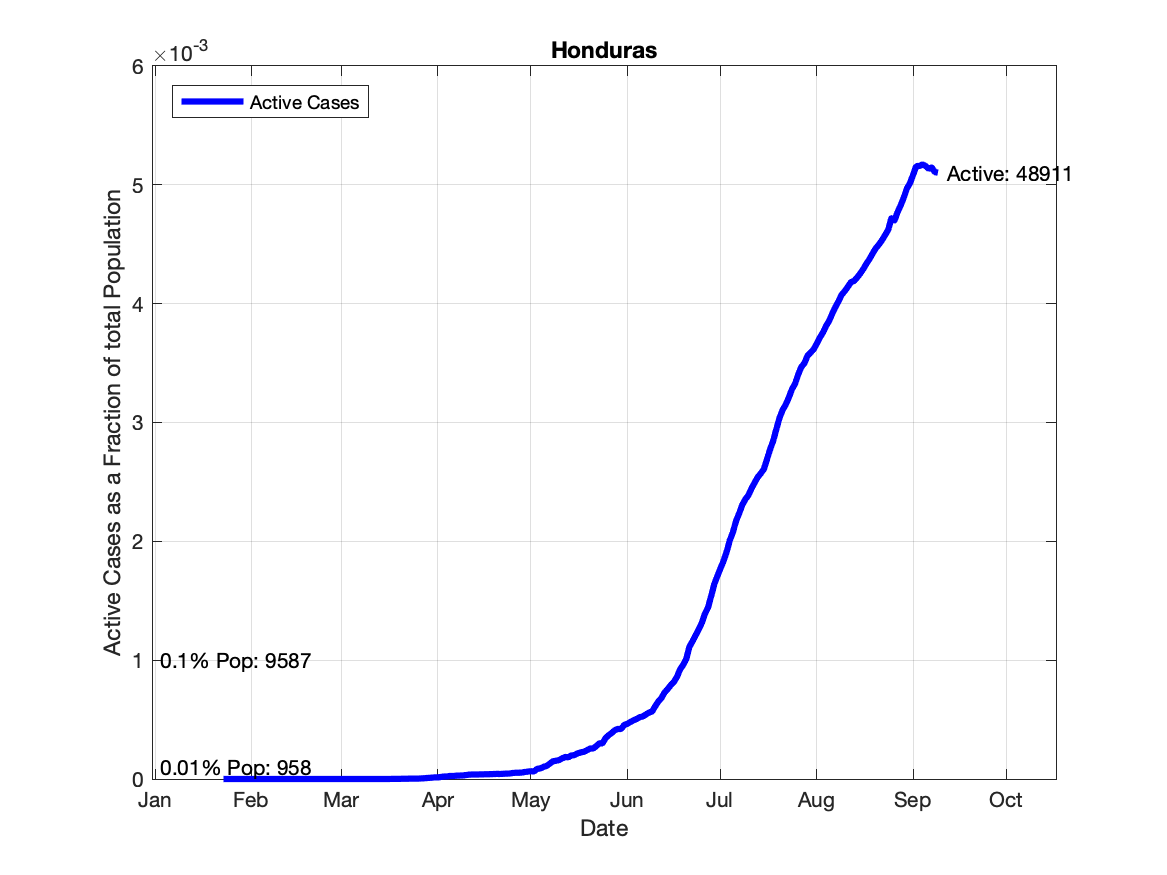 Honduras
×10-3
6
5
4
3
2
1
0
Active Cases
Active: 48911
0.1% Pop: 9587
0.01% Pop: 958
Active Cases as a Fraction of total Population
Jan Feb Mar Apr May Jun Jul Aug Sep Oct
Date